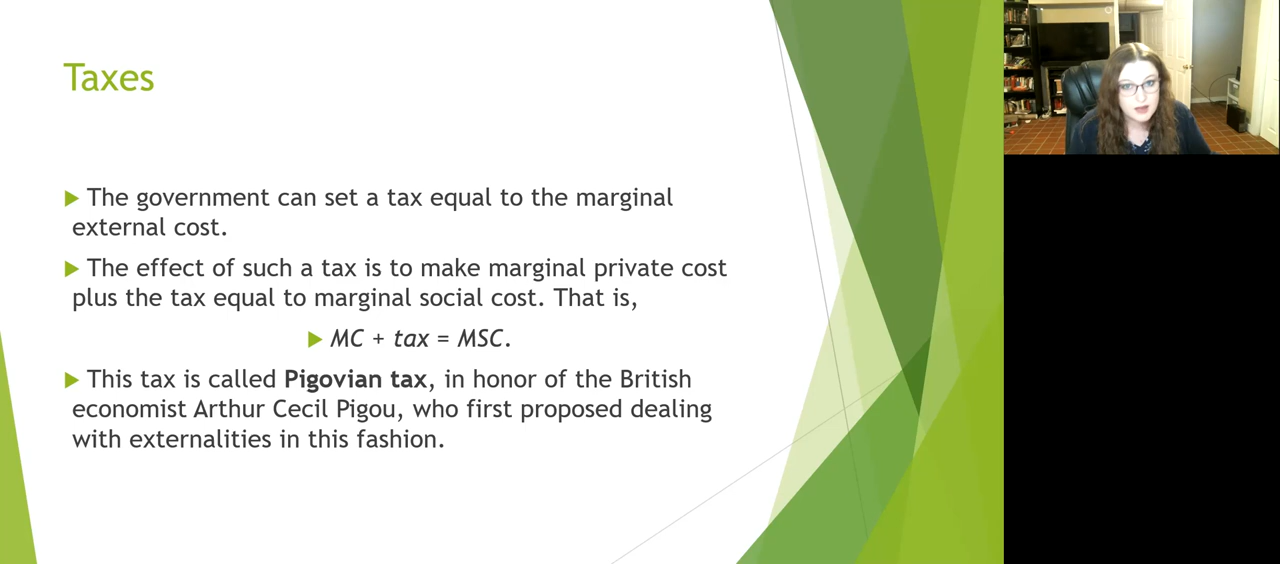 Taxes
The government can set a tax equal to the marginal
external cost.
The effect of such a tax is to make marginal private cost
plus the tax equal to marginal social cost. That is,
MC + tax = MSC.
This tax is called Pigovian tax, in honor of the British
economist Arthur Cecil Pigou, who first proposed dealing
with externalities in this fashion.